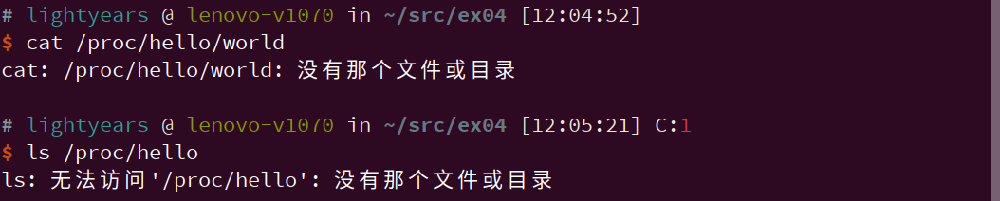 # lightyears @ lenovo-v1070 in ~/src/ex04 [12:04:52]
$ cat /proc/hello/world
cat: /proc/hello/world: 没有那个文件或目录
# lightyears @ lenovo-v1070 in ~/src/ex04 [12:05:21] C:1
$ ls /proc/hello
ls: 无法访问'/proc/hello': 没有那个文件或目录